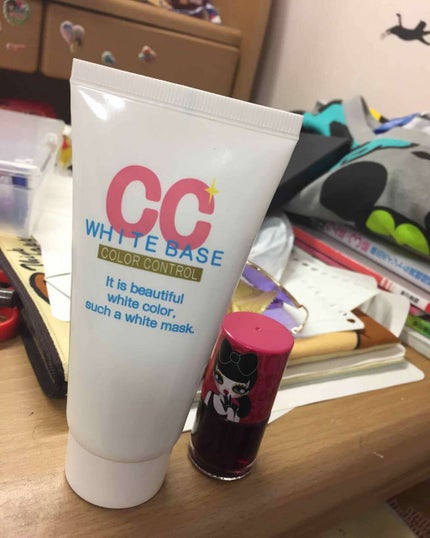 CC
WHITE BASE
COLOR CONTROL
It is beautiful
white color,
such a white mask.